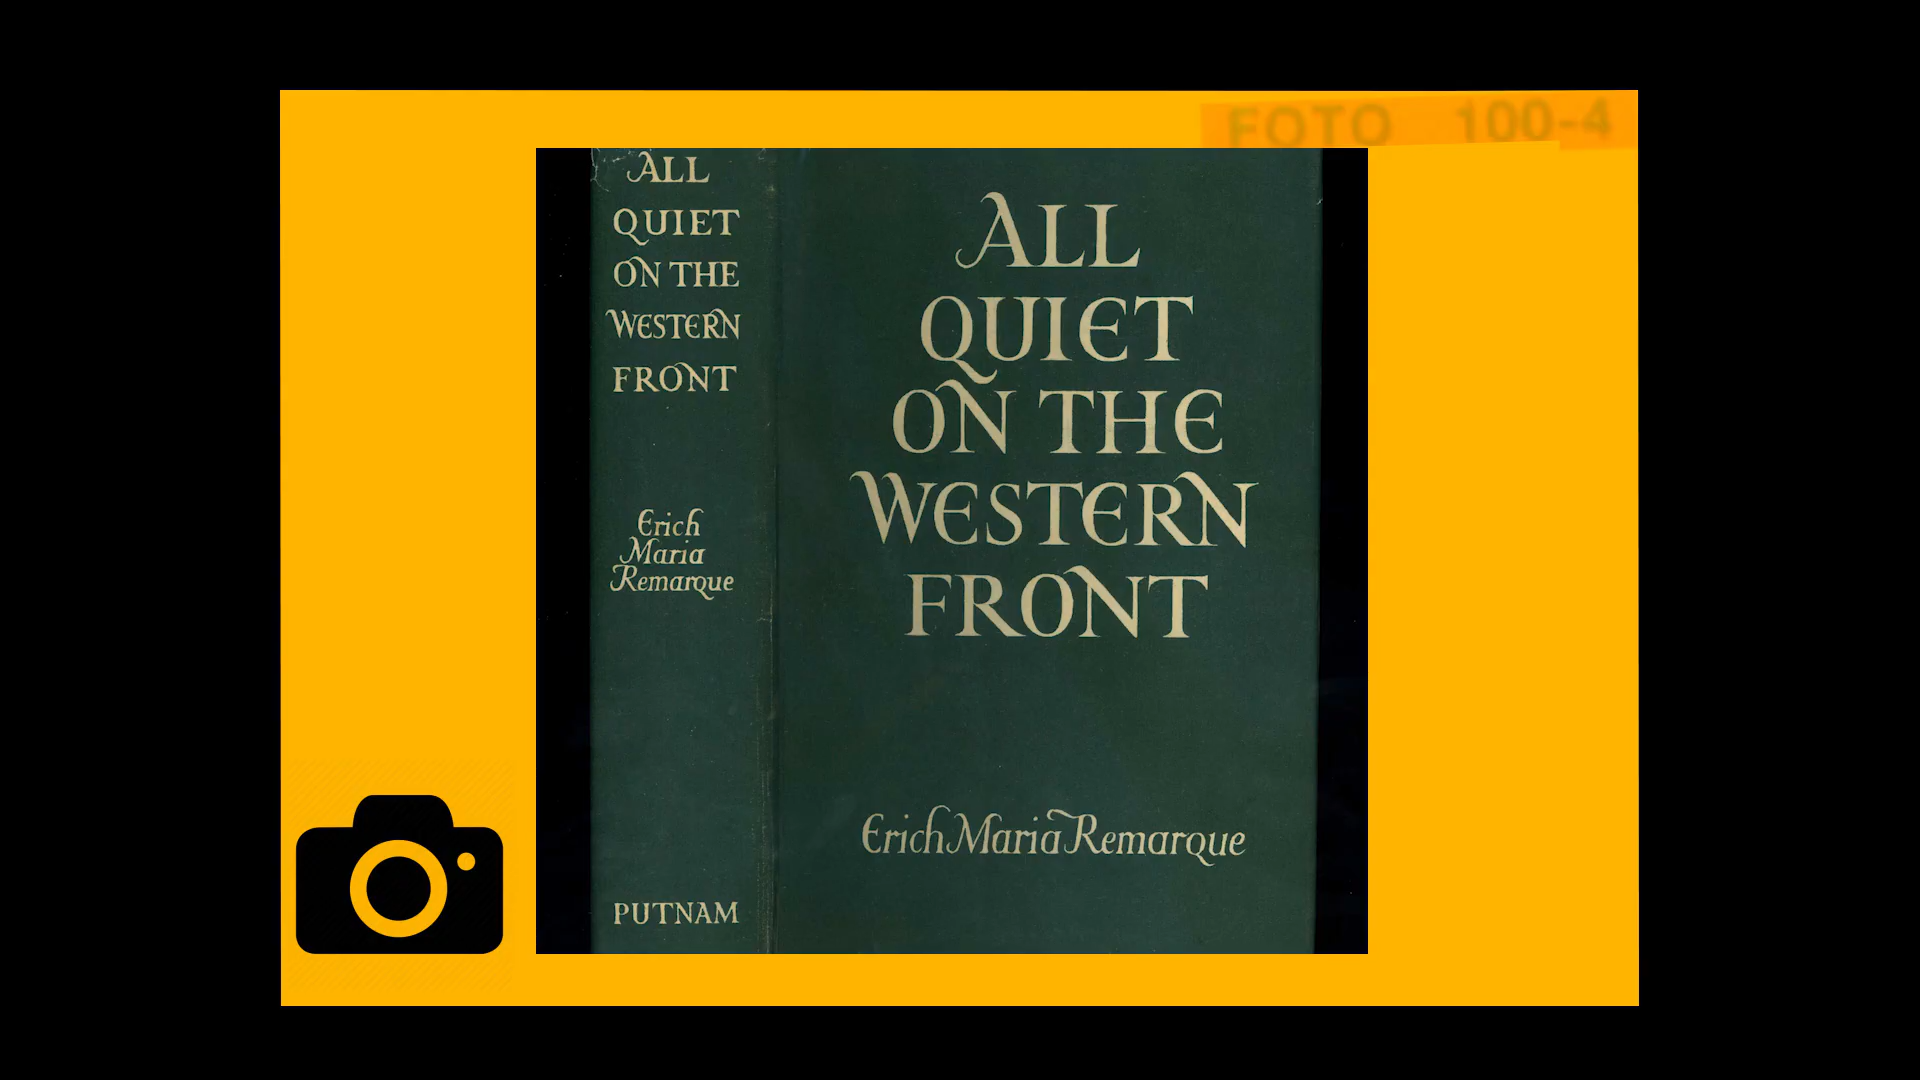 FOTO 100-4
ALL
QUIET
ON THE
WESTERN
FRONT
Erich
Maria
Remarque
PUTNAM
ALL
QUIET
ON THE
WESTERN
FRONT
Erich Maria Remarque